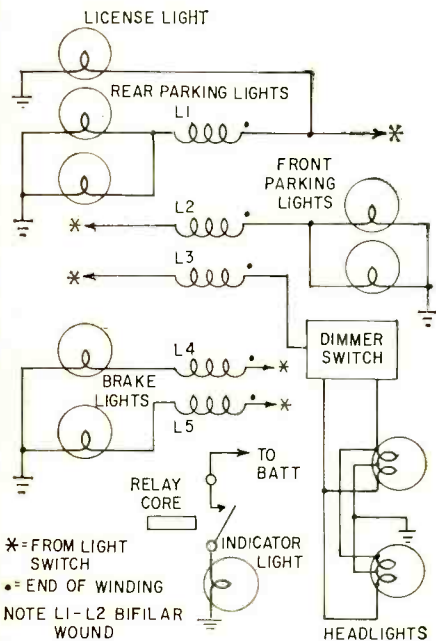 LICENSE LIGHT
REAR PARKING LIGHTS
L1
*
FRONT
PARKING
LIGHTS
L2
*
L3
*
DIMMER
SWITCH
L4
*
BRAKE
LIGHTS
L5
*
TO
BATT
RELAY
CORE
INDICATOR
LIGHT
*=FROM LIGHT
SWITCH
•=END OF WINDING
NOTE L1-L2 BIFILAR
WOUND
HEADLIGHTS